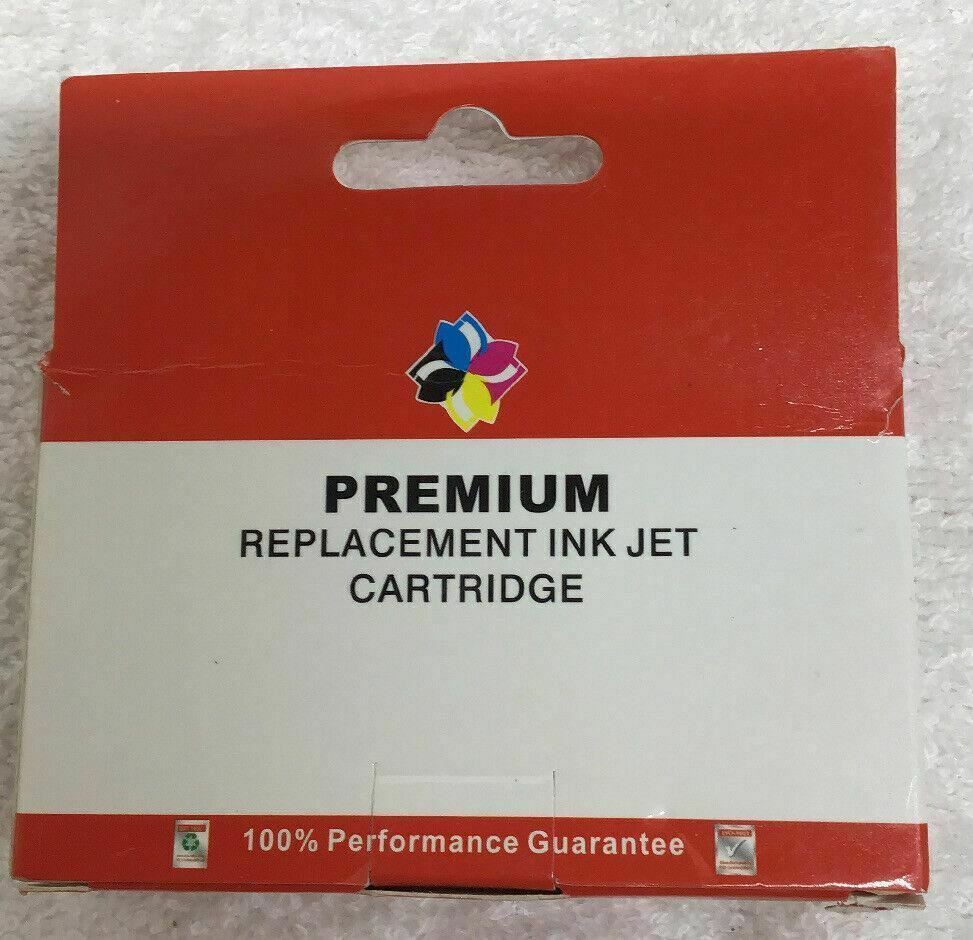 PREMIUM
REPLACEMENT INK JET
CARTRIDGE
100% Performance Guarantee